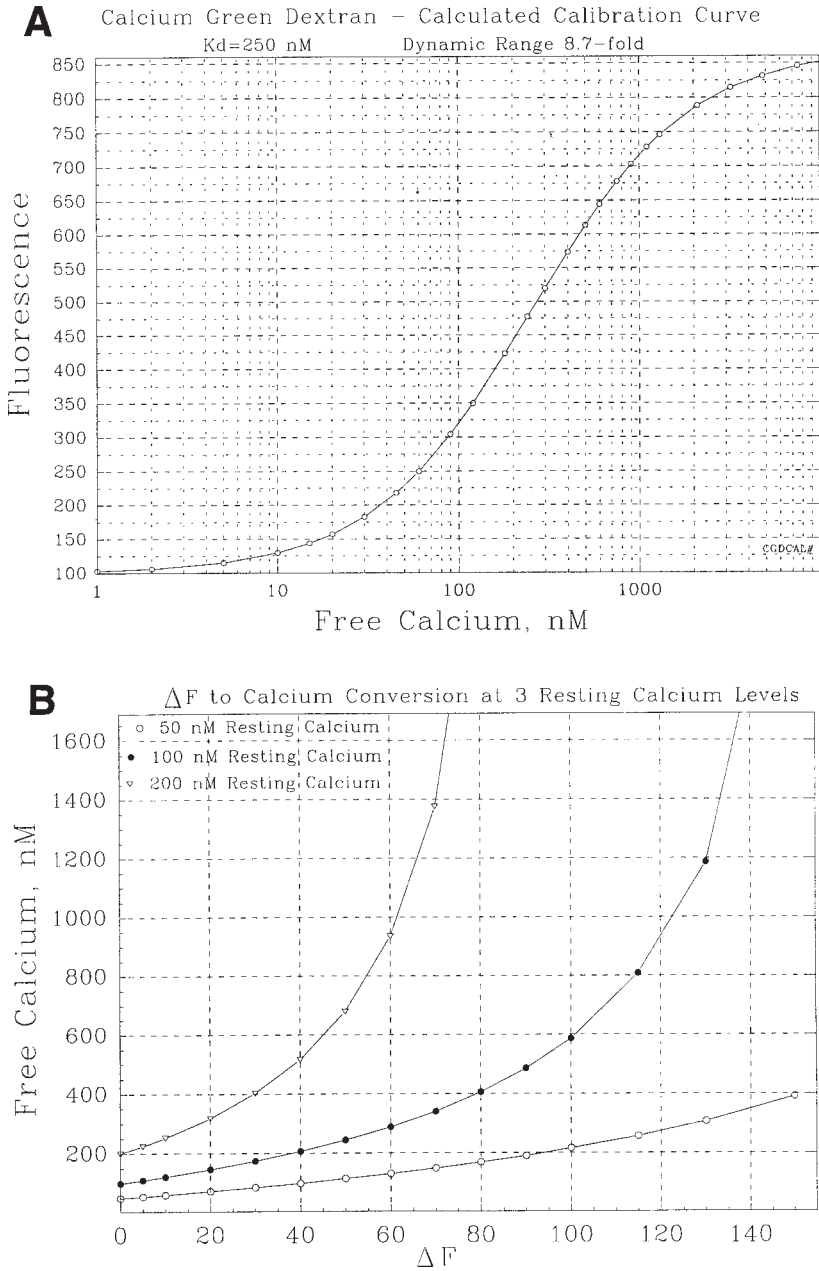 A
Calcium Green Dextran – Calculated Calibration Curve
Kd=250 nM Dynamic Range 8.7-fold
850
800
750
700
650
600
550
500
450
400
350
300
250
200
150
100
Fluorescence
CGDCAL#
1 10 100 1000
Free Calcium, nM
B
ΔF to Calcium Conversion at 3 Resting Calcium Levels
50 nM Resting Calcium
100 nM Resting Calcium
200 nM Resting Calcium
1600
1400
1200
1000
800
600
400
200
Free Calcium, nM
0 20 40 60 80 100 120 140
ΔF